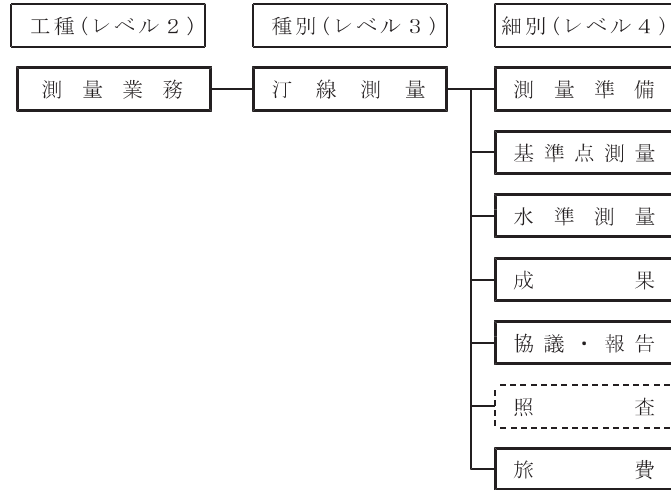 工種(レベル2) 種別(レベル3) 細別(レベル4)
測量業務 汀線測量 測量準備
基準点測量
水準測量
成果
協議・報告
照査
旅費